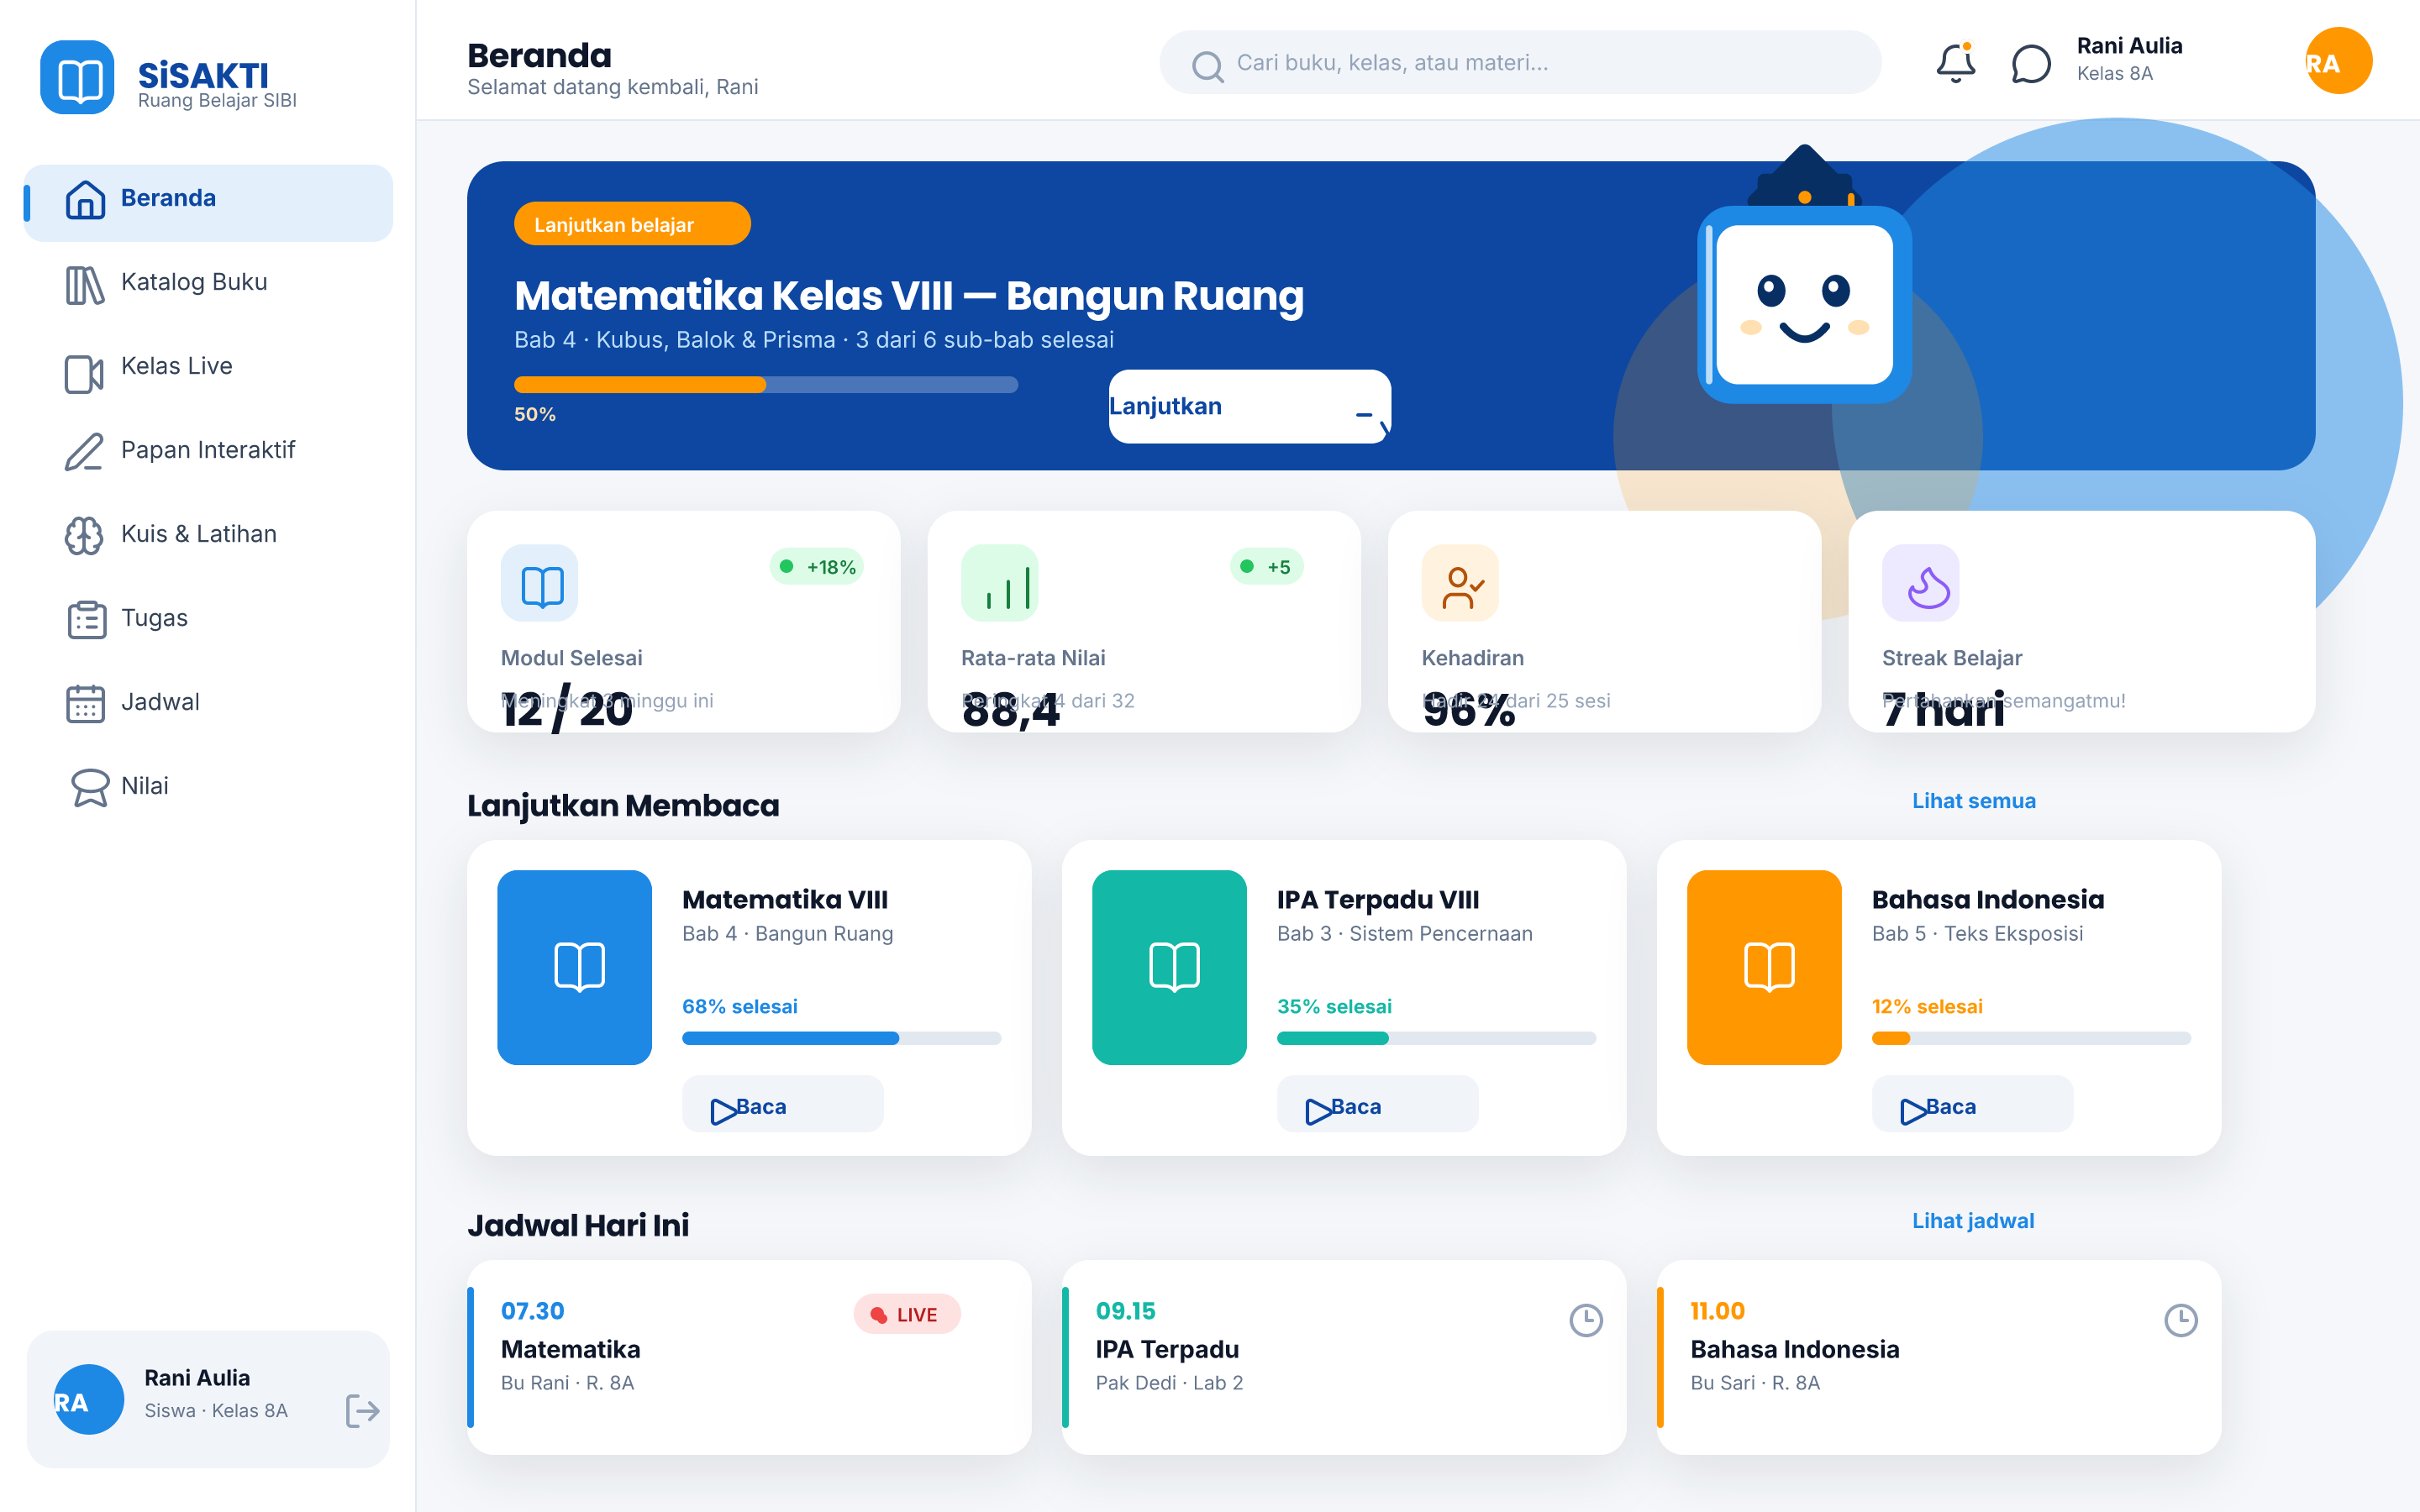 SiSAKTI
Ruang Belajar SIBI
Beranda
Katalog Buku
Kelas Live
Papan Interaktif
Kuis & Latihan
Tugas
Jadwal
Nilai
RA
Rani Aulia
Siswa · Kelas 8A
Beranda
Selamat datang kembali, Rani
Cari buku, kelas, atau materi...
Rani Aulia
Kelas 8A
RA
Lanjutkan belajar
Matematika Kelas VIII — Bangun Ruang
Bab 4 · Kubus, Balok & Prisma · 3 dari 6 sub-bab selesai
50%
Lanjutkan
+18%
Modul Selesai
12 / 20
Meningkat 3 minggu ini
+5
Rata-rata Nilai
88,4
Peringkat 4 dari 32
Kehadiran
96%
Hadir 24 dari 25 sesi
Streak Belajar
7 hari
Pertahankan semangatmu!
Lanjutkan Membaca
Lihat semua
Matematika VIII
Bab 4 · Bangun Ruang
68% selesai
Baca
IPA Terpadu VIII
Bab 3 · Sistem Pencernaan
35% selesai
Baca
Bahasa Indonesia
Bab 5 · Teks Eksposisi
12% selesai
Baca
Jadwal Hari Ini
Lihat jadwal
07.30
LIVE
Matematika
Bu Rani · R. 8A
09.15
IPA Terpadu
Pak Dedi · Lab 2
11.00
Bahasa Indonesia
Bu Sari · R. 8A